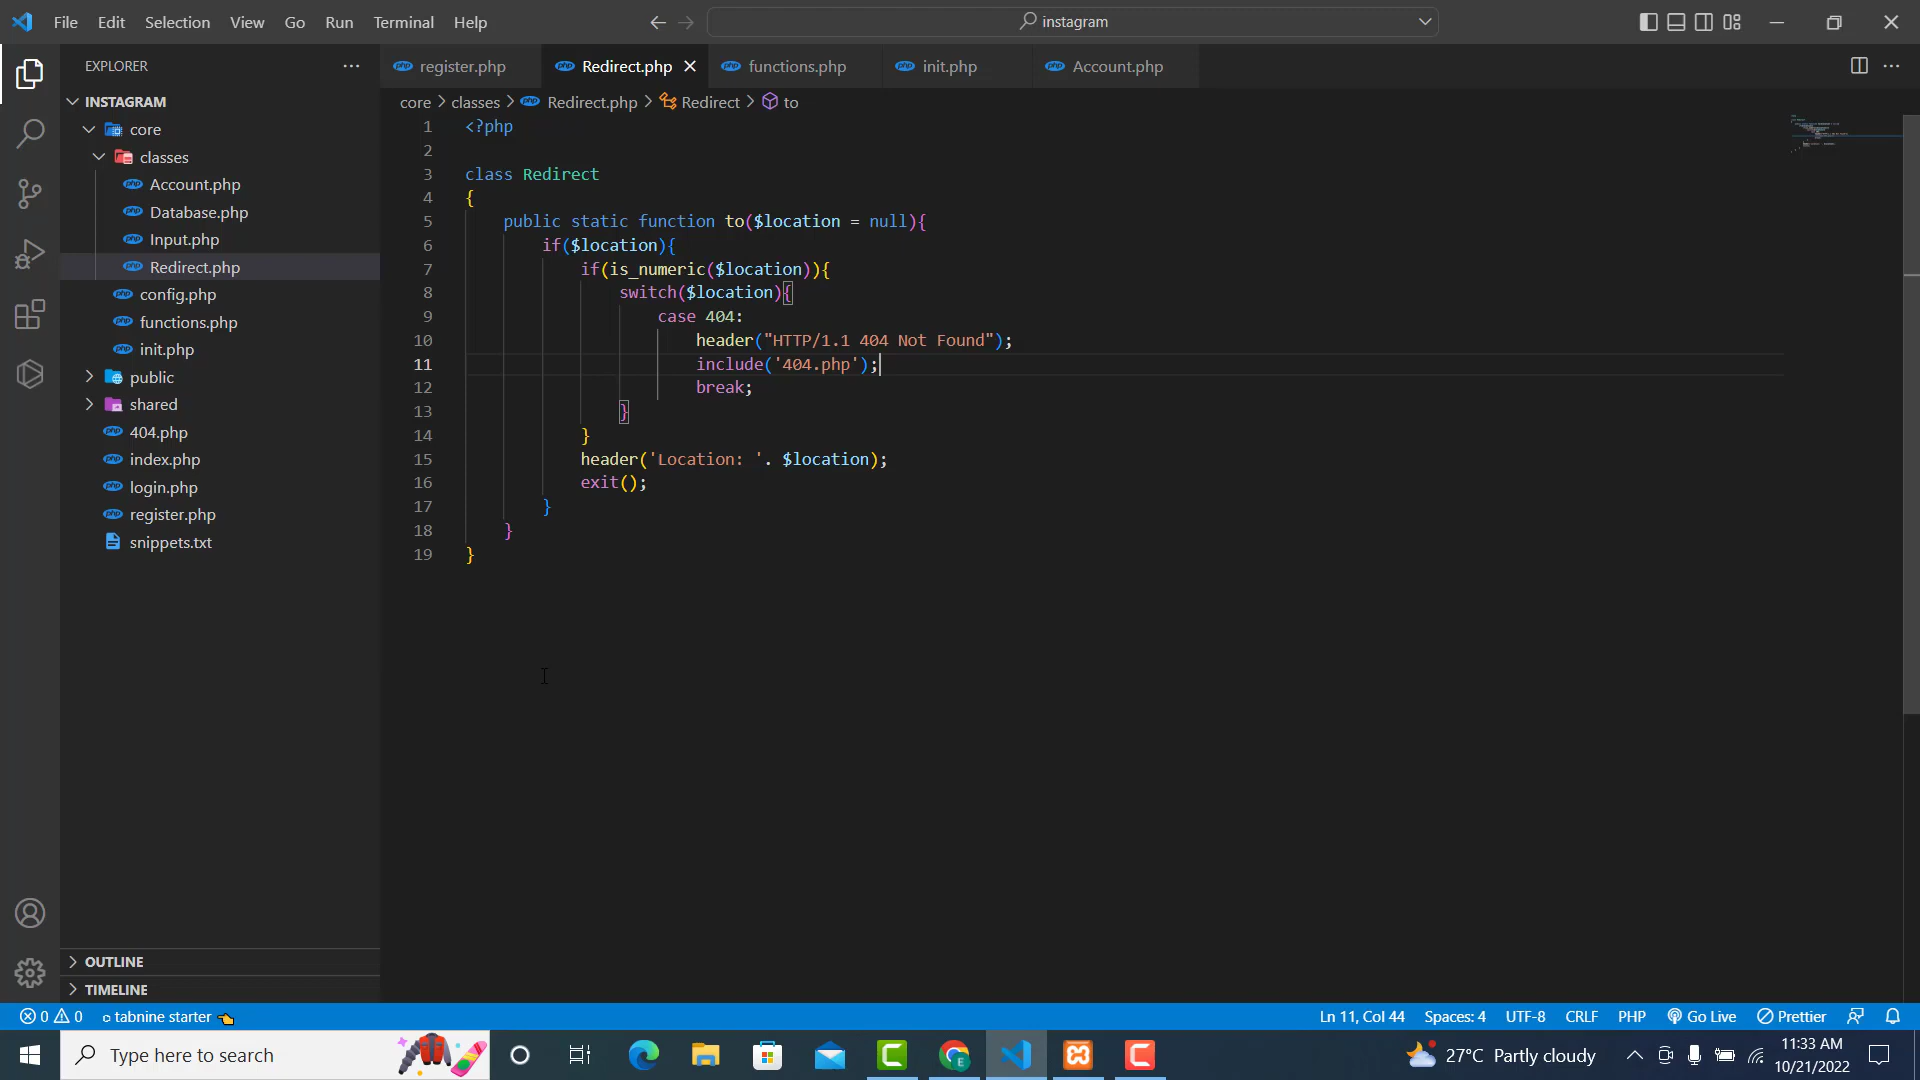 File Edit Selection View Go Run Terminal Help
instagram
EXPLORER
register.php Redirect.php functions.php init.php Account.php
INSTAGRAM
core > classes > Redirect.php > Redirect > to
core
classes
Account.php
Database.php
Input.php
Redirect.php
config.php
functions.php
init.php
public
shared
404.php
index.php
login.php
register.php
snippets.txt
1 <?php
2
3 class Redirect
4 {
5 public static function to($location = null){
6 if($location){
7 if(is_numeric($location)){
8 switch($location){
9 case 404:
10 header("HTTP/1.1 404 Not Found");
11 include('404.php');
12 break;
13 }
14 }
15 header('Location: '. $location);
16 exit();
17 }
18 }
19 }
OUTLINE
TIMELINE
0 0 tabnine starter
Ln 11, Col 44 Spaces: 4 UTF-8 CRLF PHP Go Live Prettier
Type here to search
27°C Partly cloudy
11:33 AM
10/21/2022